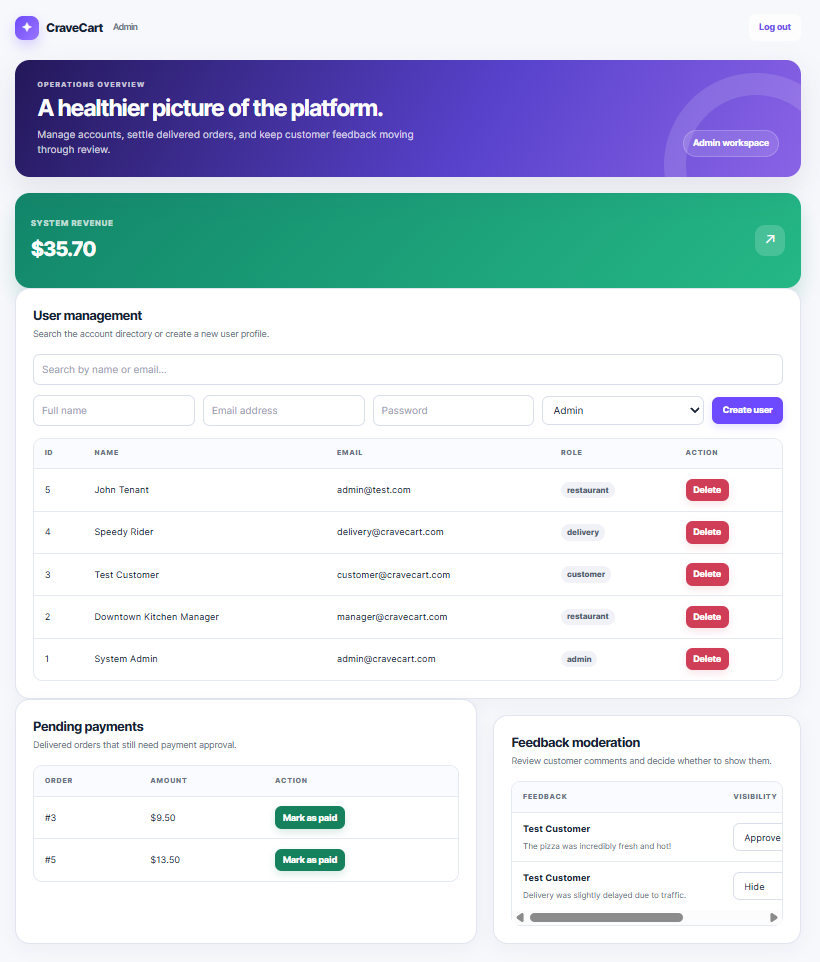 CraveCart Admin
Log out
OPERATIONS OVERVIEW
A healthier picture of the platform.
Manage accounts, settle delivered orders, and keep customer feedback moving
through review.
Admin workspace
SYSTEM REVENUE
$35.70
User management
Search the account directory or create a new user profile.
Search by name or email...
Full name Email address Password Admin Create user
ID NAME EMAIL ROLE ACTION
5 John Tenant admin@test.com restaurant Delete
4 Speedy Rider delivery@cravecart.com delivery Delete
3 Test Customer customer@cravecart.com customer Delete
2 Downtown Kitchen Manager manager@cravecart.com restaurant Delete
1 System Admin admin@cravecart.com admin Delete
Pending payments
Delivered orders that still need payment approval.
ORDER AMOUNT ACTION
#3 $9.50 Mark as paid
#5 $13.50 Mark as paid
Feedback moderation
Review customer comments and decide whether to show them.
FEEDBACK VISIBILITY
Test Customer
The pizza was incredibly fresh and hot!
Approve
Test Customer
Delivery was slightly delayed due to traffic.
Hide